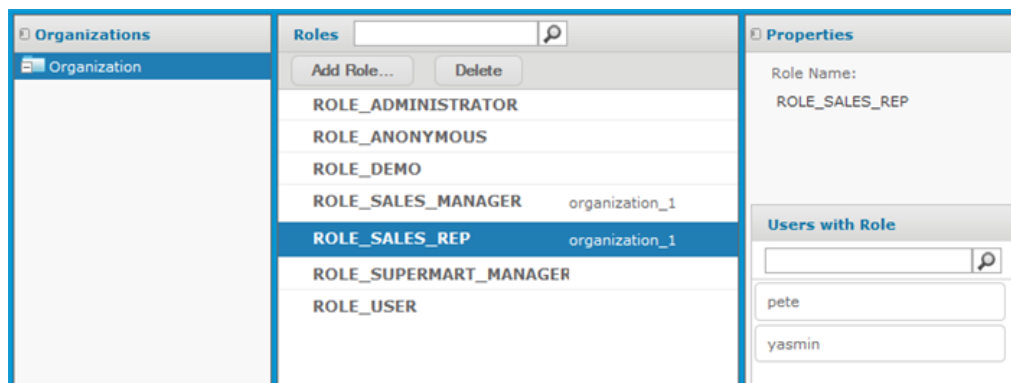 Organizations
Organization
Roles
Add Role...
Delete
ROLE_ADMINISTRATOR
ROLE_ANONYMOUS
ROLE_DEMO
ROLE_SALES_MANAGER organization_1
ROLE_SALES_REP organization_1
ROLE_SUPERMART_MANAGER
ROLE_USER
Properties
Role Name:
ROLE_SALES_REP
Users with Role
pete
yasmin